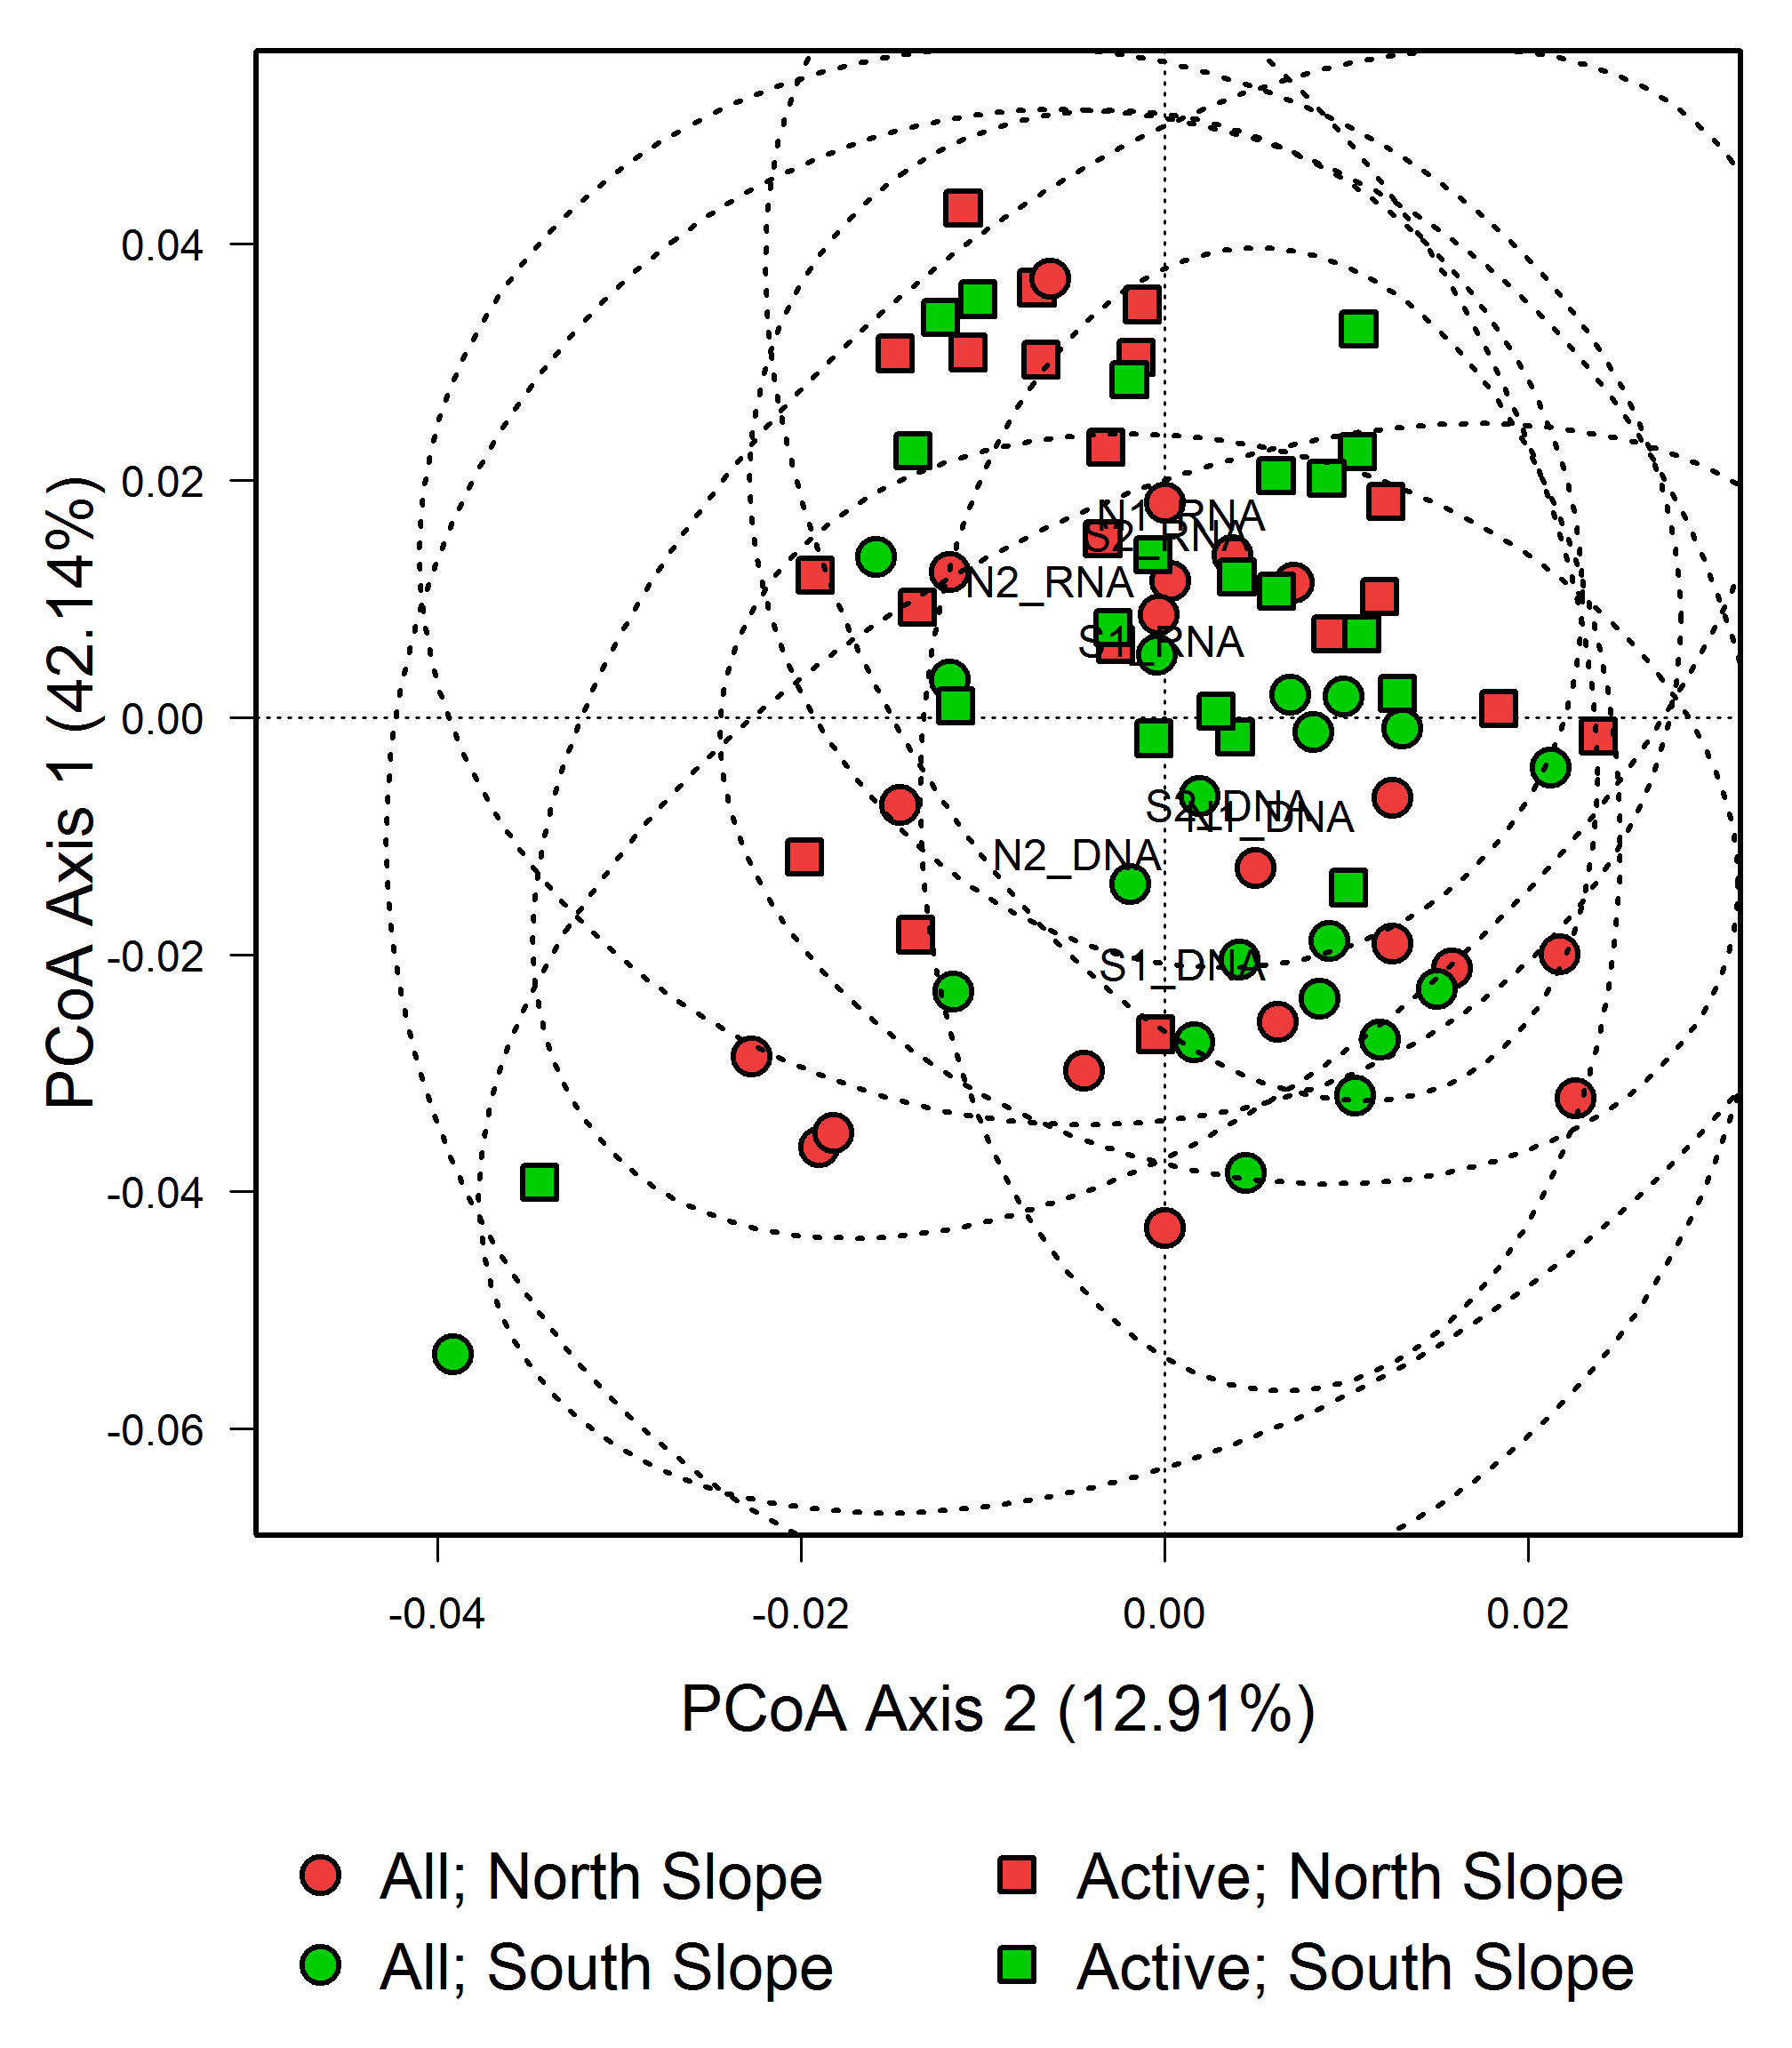 0.04
0.02
0.00
-0.02
-0.04
-0.06
PCoA Axis 1 (42.14%)
N1_RNA
S2_RNA
N2_RNA
S1_RNA
S2_DNA
N1_DNA
N2_DNA
S1_DNA
-0.04 -0.02 0.00 0.02
PCoA Axis 2 (12.91%)
All; North Slope Active; North Slope
All; South Slope Active; South Slope